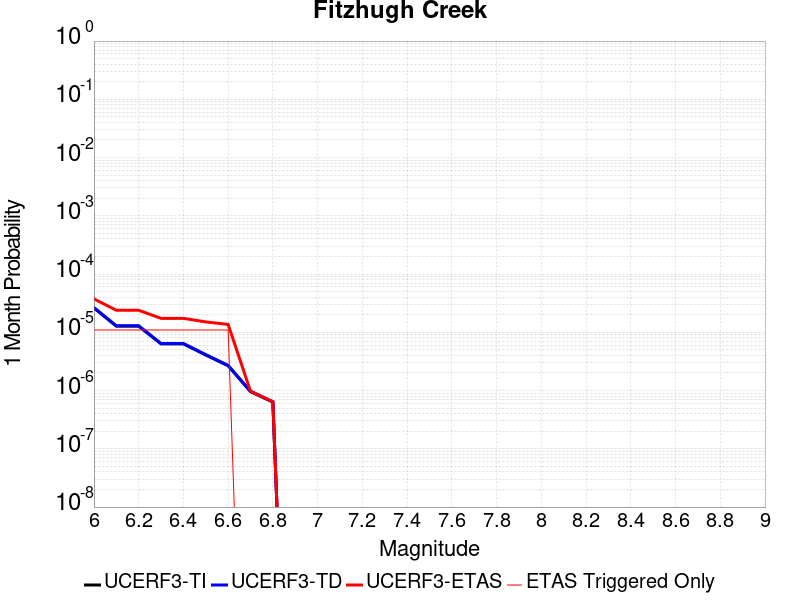 Fitzhugh Creek
10^0
10^-1
10^-2
10^-3
10^-4
10^-5
10^-6
10^-7
10^-8
1 Month Probability
6 6.2 6.4 6.6 6.8 7 7.2 7.4 7.6 7.8 8 8.2 8.4 8.6 8.8 9
Magnitude
UCERF3-TI UCERF3-TD UCERF3-ETAS ETAS Triggered Only